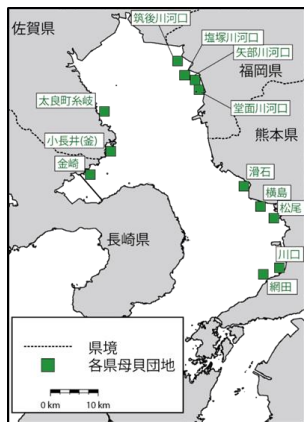 佐賀県
筑後川河口
塩塚川河口
矢部川河口
福岡県
堂面川河口
太良町糸岐
小長井(釜)
金崎
熊本県
滑石
横島
松尾
長崎県
川口
網田
県境
各県母貝団地
0 km 10 km